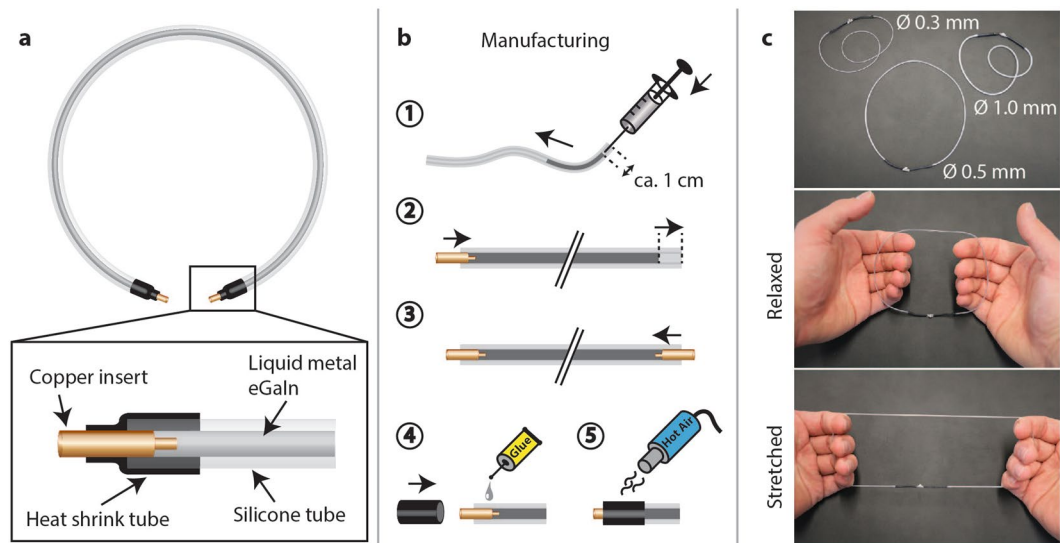 a
Copper insert
Liquid metal
eGaIn
Heat shrink tube
Silicone tube
b
Manufacturing
①
ca. 1 cm
②
③
④
Glue
⑤
Hot Air
c
Ø 0.3 mm
Ø 1.0 mm
Ø 0.5 mm
Relaxed
Stretched